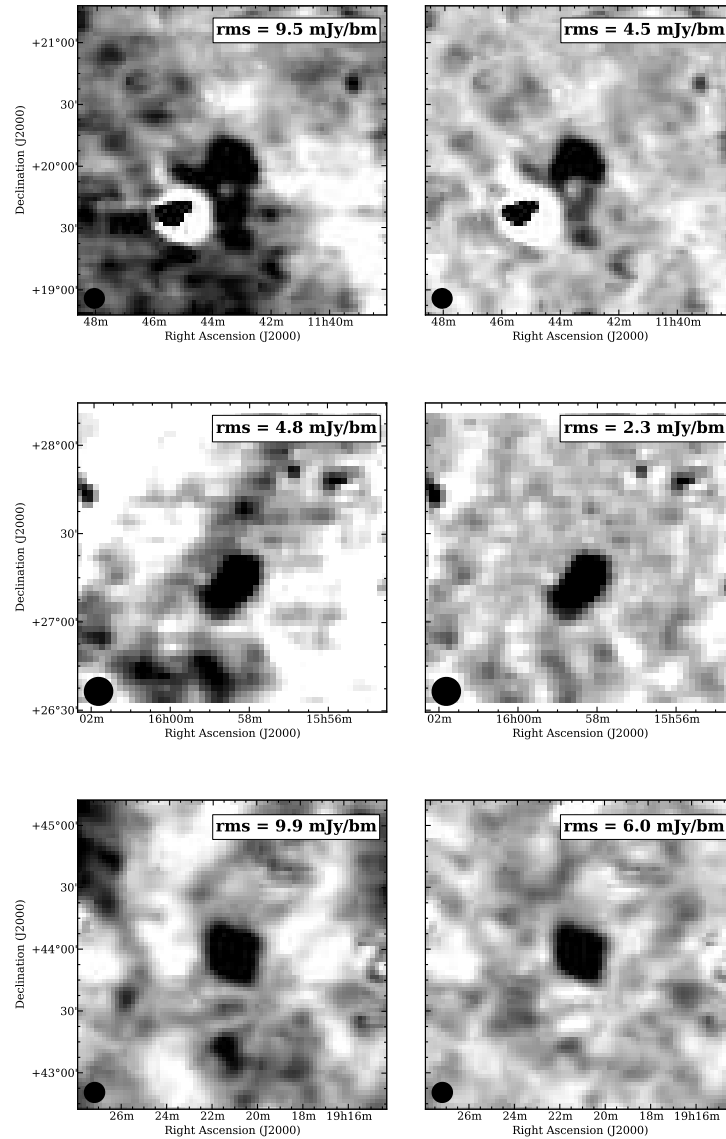 rms = 9.5 mJy/bm
rms = 4.5 mJy/bm
+21°00'
30'
+20°00'
30'
+19°00'
Declination (J2000)
48m 46m 44m 42m 11h40m
48m 46m 44m 42m 11h40m
Right Ascension (J2000)
Right Ascension (J2000)
rms = 4.8 mJy/bm
rms = 2.3 mJy/bm
+28°00'
30'
+27°00'
+26°30'
Declination (J2000)
02m 16h00m 58m 15h56m
02m 16h00m 58m 15h56m
Right Ascension (J2000)
Right Ascension (J2000)
rms = 9.9 mJy/bm
rms = 6.0 mJy/bm
+45°00'
30'
+44°00'
30'
+43°00'
Declination (J2000)
26m 24m 22m 20m 19h16m
26m 24m 22m 20m 19h16m
Right Ascension (J2000)
Right Ascension (J2000)